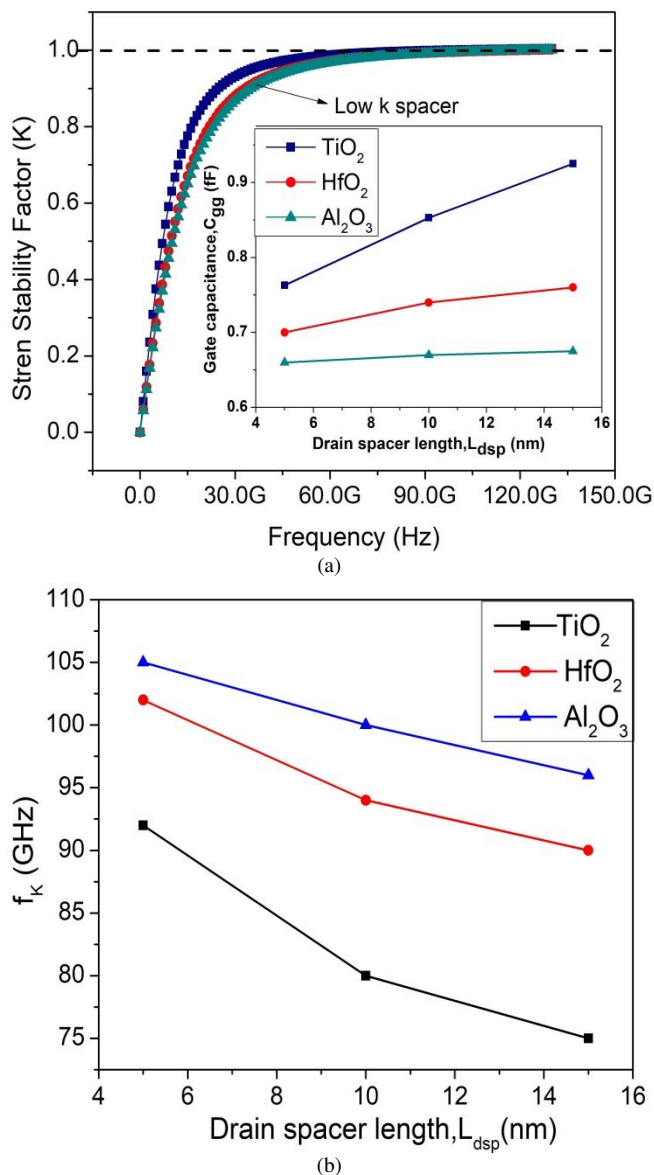 1.0
0.8
0.6
0.4
0.2
0.0
Stren Stability Factor (K)
Low k spacer
TiO₂
HfO₂
Al₂O₃
0.9
0.8
0.7
0.6
Gate capacitance,C_gg (fF)
4 6 8 10 12 14 16
Drain spacer length,L_dsp (nm)
0.0 30.0G 60.0G 90.0G 120.0G 150.0G
Frequency (Hz)
(a)
110
105
100
95
90
85
80
75
f_K (GHz)
TiO₂
HfO₂
Al₂O₃
4 6 8 10 12 14 16
Drain spacer length,L_dsp(nm)
(b)